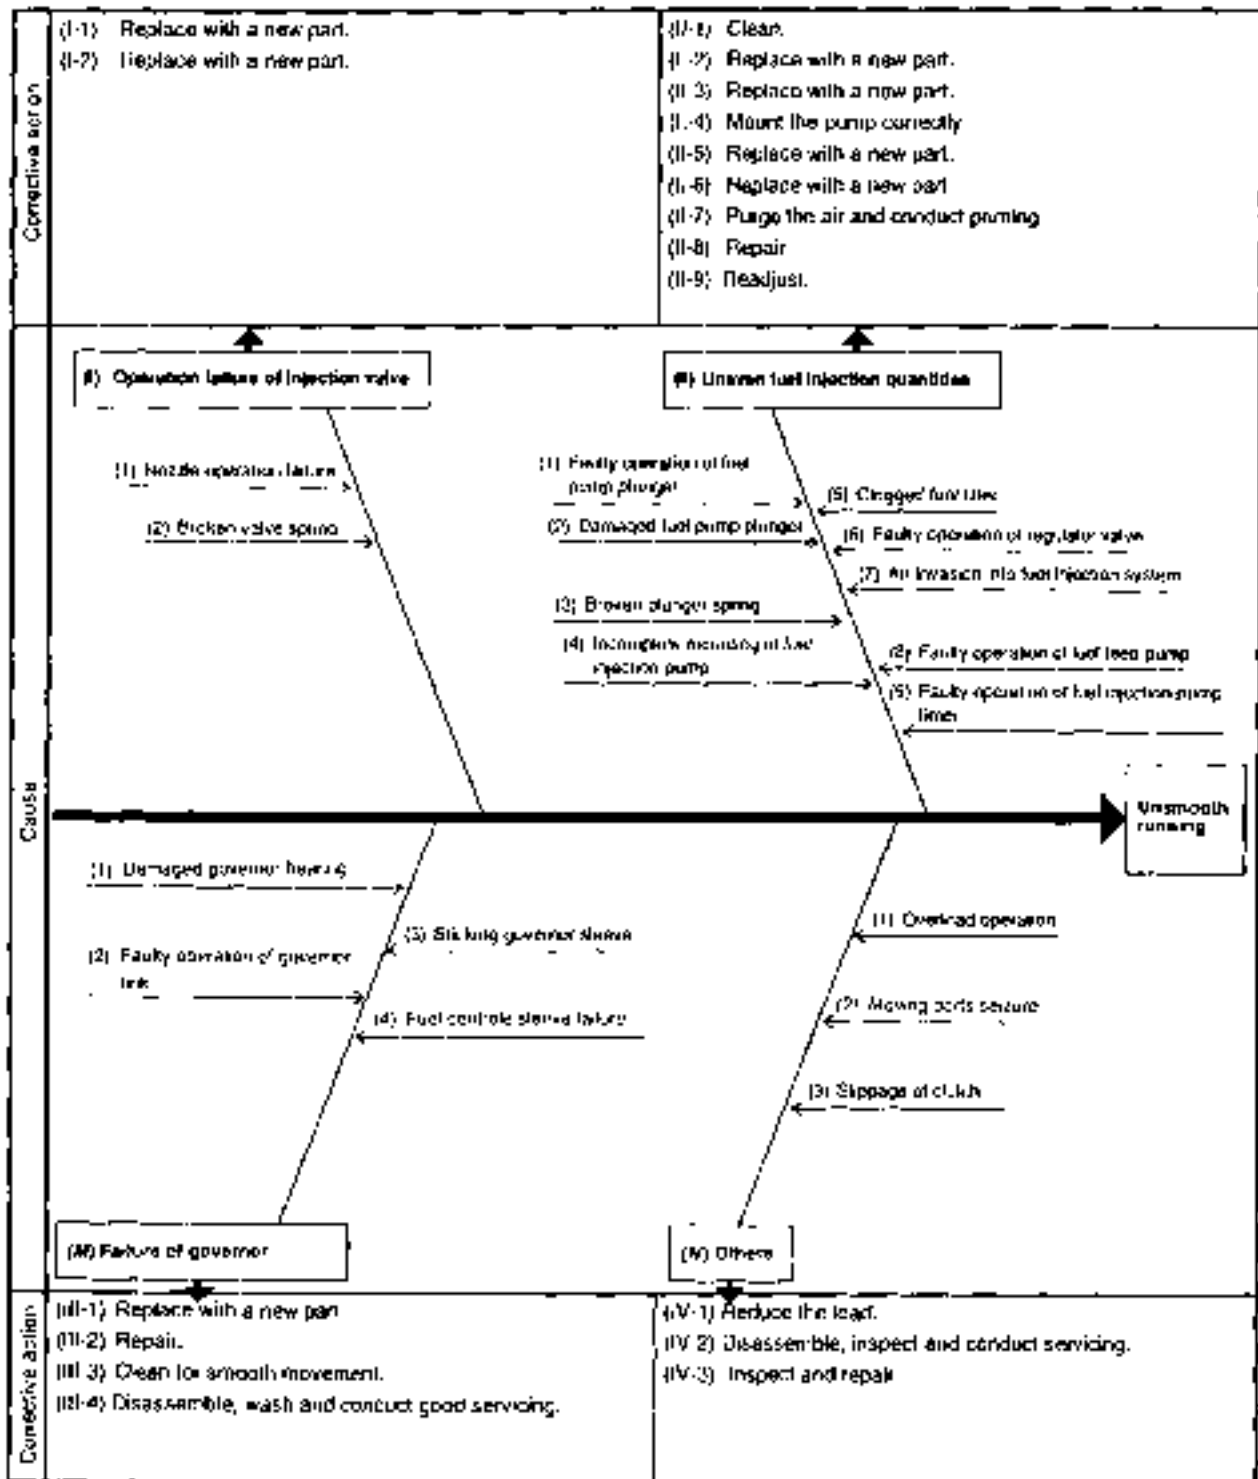 Corrective action
(I-1) Replace with a new part.
(I-2) Replace with a new part.
(II-1) Clean.
(II-2) Replace with a new part.
(II-3) Replace with a new part.
(II-4) Mount the pump correctly
(II-5) Replace with a new part.
(II-6) Replace with a new part
(II-7) Purge the air and conduct priming
(II-8) Repair
(II-9) Readjust.
Cause
(I) Operation failure of injection valve
(1) Nozzle operation failure
(2) Broken valve spring
(II) Uneven fuel injection quantities
(1) Faulty operation of fuel
pump plunger
(2) Damaged fuel pump plunger
(3) Broken plunger spring
(4) Incomplete mounting of fuel
injection pump
(5) Clogged fuel filter
(6) Faulty operation of regulator valve
(7) Air invasion into fuel injection system
(8) Faulty operation of fuel feed pump
(9) Faulty operation of fuel injection pump
timer
Unsmooth
running
(1) Damaged governor bearing
(2) Faulty operation of governor
link
(3) Sticking governor sleeve
(4) Fuel controle sleeve failure
(III) Failure of governor
(1) Overload operation
(2) Moving parts seizure
(3) Slippage of clutch
(IV) Others
Corrective action
(III-1) Replace with a new part
(III-2) Repair.
(III-3) Clean for smooth movement.
(III-4) Disassemble, wash and conduct good servicing.
(IV-1) Reduce the load.
(IV-2) Disassemble, inspect and conduct servicing.
(IV-3) Inspect and repair